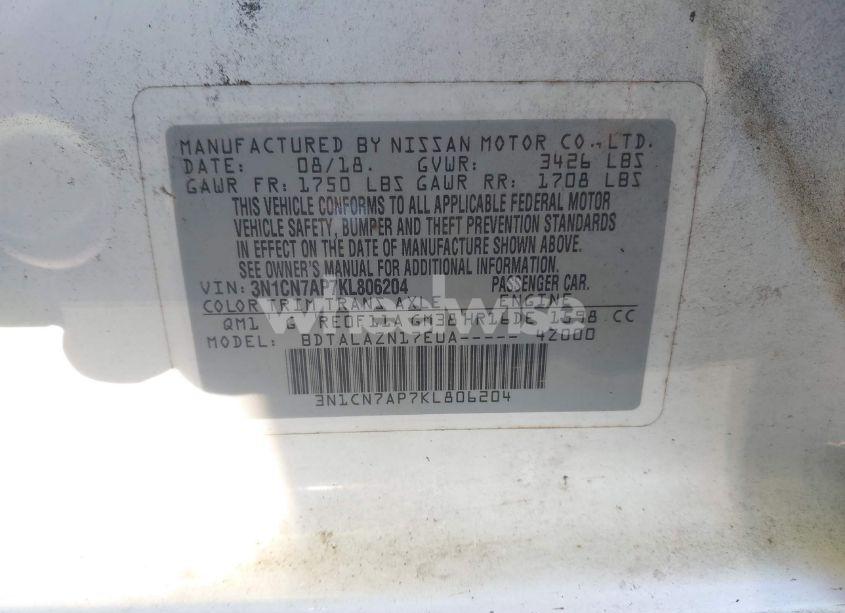 MANUFACTURED BY NISSAN MOTOR CO., LTD.
DATE: 08/18. GVWR: 3426 LBS
GAWR FR: 1750 LBS GAWR RR: 1708 LBS
THIS VEHICLE CONFORMS TO ALL APPLICABLE FEDERAL MOTOR
VEHICLE SAFETY, BUMPER AND THEFT PREVENTION STANDARDS
IN EFFECT ON THE DATE OF MANUFACTURE SHOWN ABOVE.
SEE OWNER'S MANUAL FOR ADDITIONAL INFORMATION.
VIN: 3N1CN7AP7KL806204 PASSENGER CAR.
COLOR TRIM TRANS AXLE ENGINE
QM1 G RE0F11A GM38 HR16DE 1598 CC
MODEL: BDTALAZN17EUA----- 42000
3N1CN7AP7KL806204
wheelwise